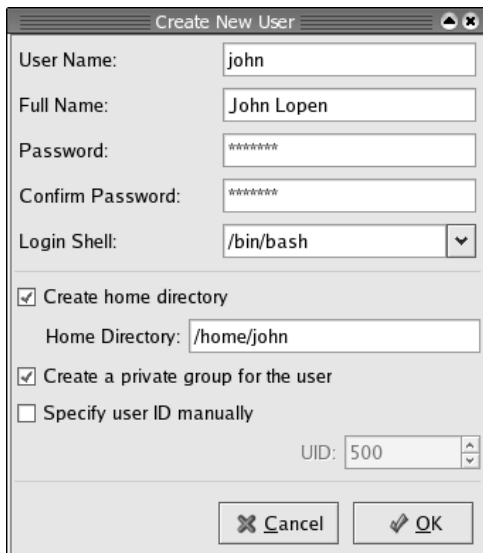 Create New User
User Name: john
Full Name: John Lopen
Password: *******
Confirm Password: *******
Login Shell: /bin/bash
Create home directory
Home Directory: /home/john
Create a private group for the user
Specify user ID manually
UID: 500
Cancel OK